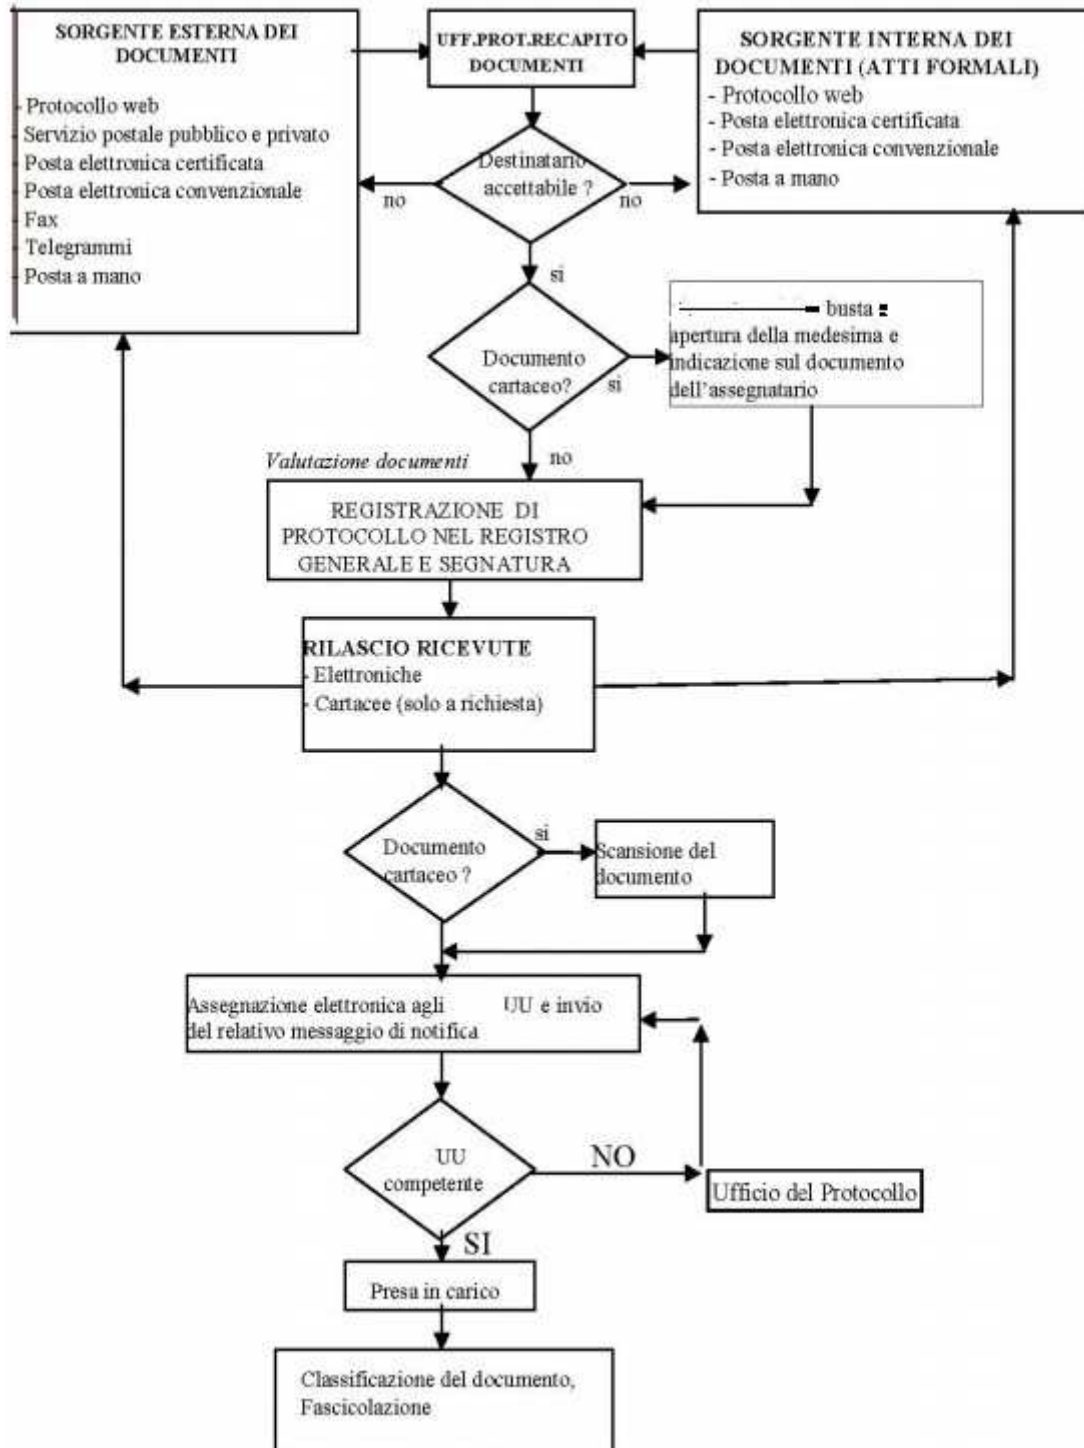 SORGENTE ESTERNA DEI
DOCUMENTI
- Protocollo web
- Servizio postale pubblico e privato
- Posta elettronica certificata
- Posta elettronica convenzionale
- Fax
- Telegrammi
- Posta a mano
UFF.PROT.RECAPITO
DOCUMENTI
SORGENTE INTERNA DEI
DOCUMENTI (ATTI FORMALI)
- Protocollo web
- Posta elettronica certificata
- Posta elettronica convenzionale
- Posta a mano
Destinatario
accettabile ?
no
no
si
Documento
cartaceo?
si
busta
apertura della medesima e
indicazione sul documento
dell'assegnatario
no
Valutazione documenti
REGISTRAZIONE DI
PROTOCOLLO NEL REGISTRO
GENERALE E SEGNATURA
RILASCIO RICEVUTE
- Elettroniche
- Cartacee (solo a richiesta)
Documento
cartaceo ?
si
Scansione del
documento
Assegnazione elettronica agli UU e invio
del relativo messaggio di notifica
UU
competente
NO
Ufficio del Protocollo
SI
Presa in carico
Classificazione del documento,
Fascicolazione